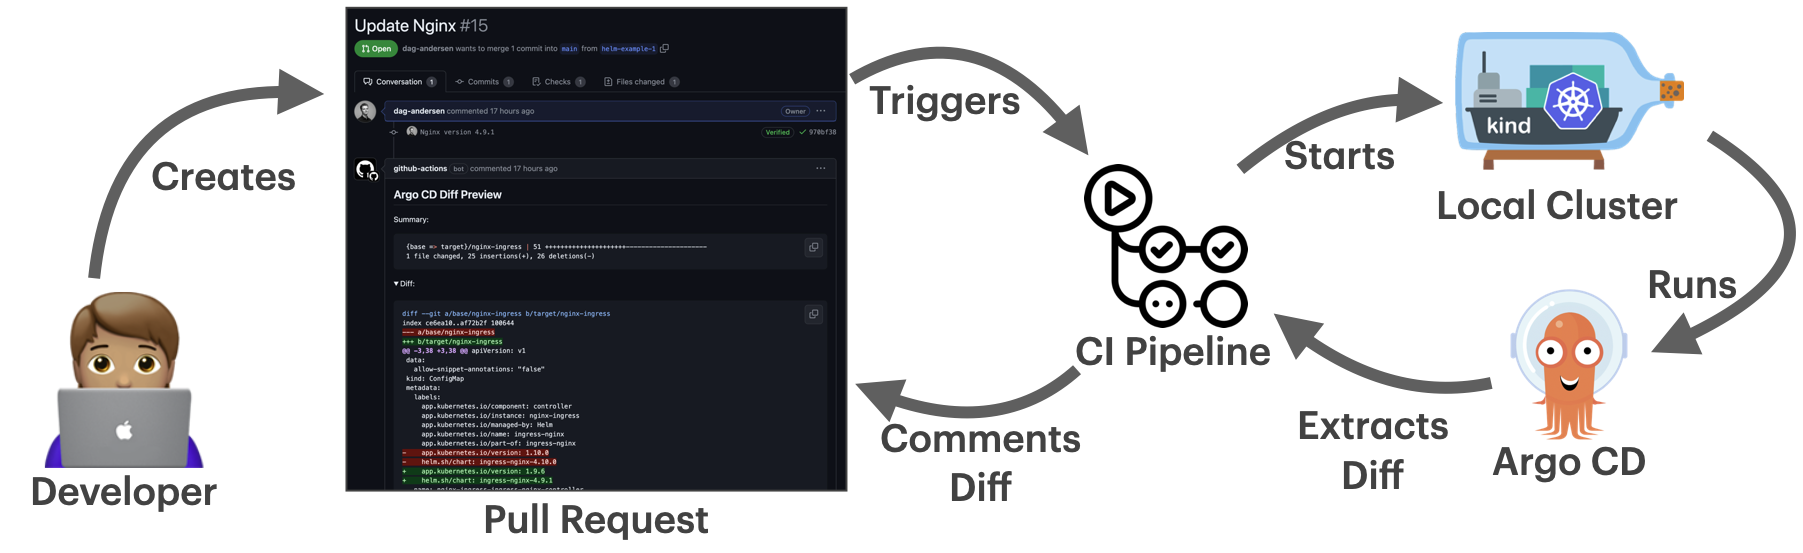 Update Nginx #15
Open dag-andersen wants to merge 1 commit into main from helm-example-1
Conversation 1 Commits 1 Checks 1 Files changed 1
dag-andersen commented 17 hours ago Owner ...
Nginx version 4.9.1 Verified 970bf38
github-actions bot commented 17 hours ago ...
Argo CD Diff Preview
Summary:
{base => target}/nginx-ingress | 51 +++++++++++++++++++++--------------------
1 file changed, 25 insertions(+), 26 deletions(-)
Diff:
diff --git a/base/nginx-ingress b/target/nginx-ingress
index ce6ea10..af72b2f 100644
--- a/base/nginx-ingress
+++ b/target/nginx-ingress
@@ -3,38 +3,38 @@ apiVersion: v1
data:
allow-snippet-annotations: "false"
kind: ConfigMap
metadata:
labels:
app.kubernetes.io/component: controller
app.kubernetes.io/instance: nginx-ingress
app.kubernetes.io/managed-by: Helm
app.kubernetes.io/name: ingress-nginx
app.kubernetes.io/part-of: ingress-nginx
- app.kubernetes.io/version: 1.10.0
- helm.sh/chart: ingress-nginx-4.10.0
+ app.kubernetes.io/version: 1.9.6
+ helm.sh/chart: ingress-nginx-4.9.1
name: nginx-ingress-ingress-nginx-controller
Creates
Developer
Pull Request
Triggers
CI Pipeline
Comments
Diff
Starts
kind
Local Cluster
Runs
Argo CD
Extracts
Diff